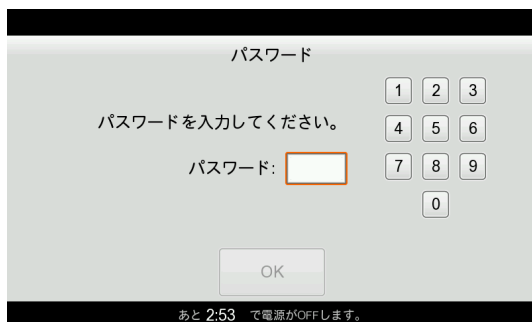 パスワード
パスワードを入力してください。
パスワード:
1 2 3
4 5 6
7 8 9
0
OK
あと 2:53 で電源がOFFします。